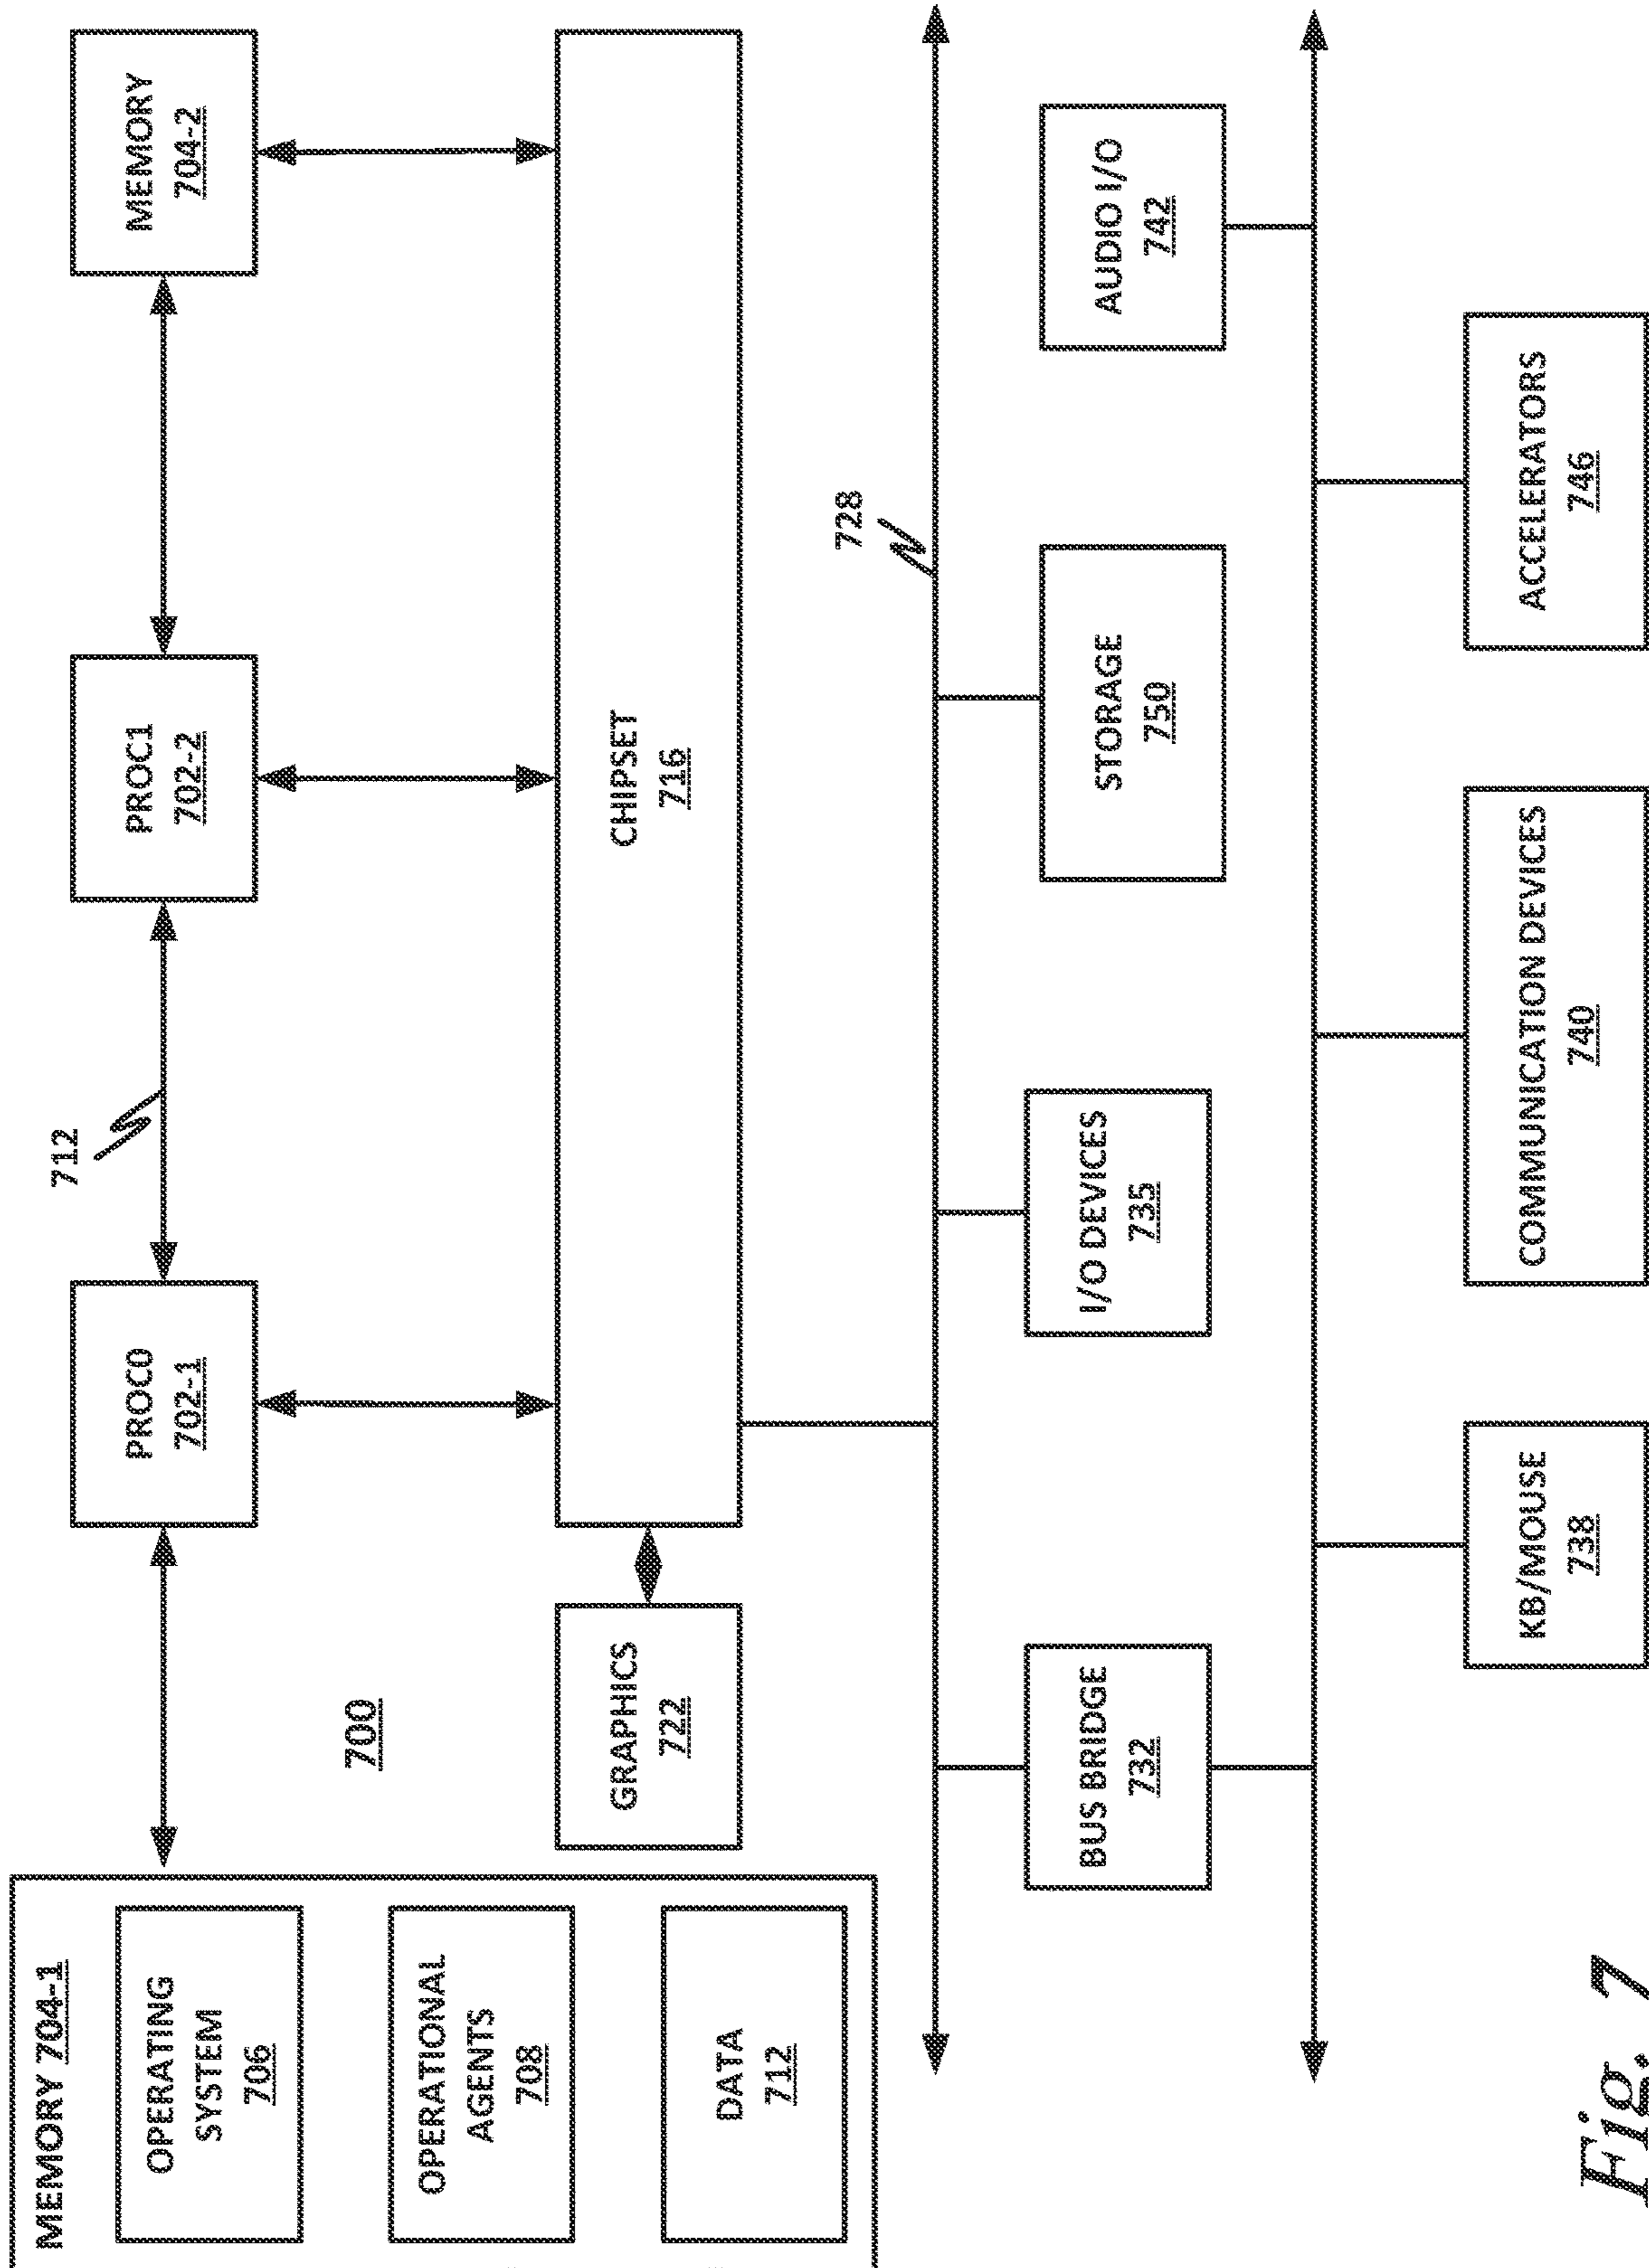 MEMORY 704-1
OPERATING
SYSTEM
706
OPERATIONAL
AGENTS
708
DATA
712
700
PROC0
702-1
712
PROC1
702-2
MEMORY
704-2
GRAPHICS
722
CHIPSET
716
728
BUS BRIDGE
732
I/O DEVICES
735
STORAGE
750
AUDIO I/O
742
KB/MOUSE
738
COMMUNICATION DEVICES
740
ACCELERATORS
746
Fig. 7